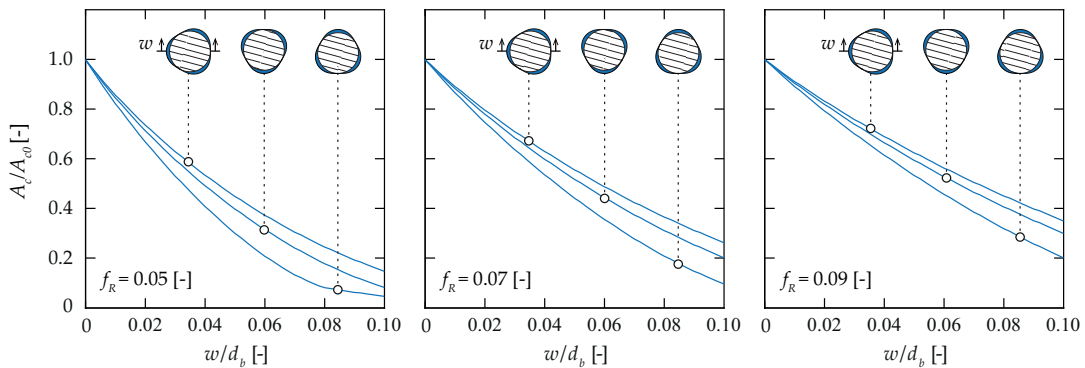 w
w
w
1.0
0.8
0.6
0.4
0.2
0
A_c/A_c0 [-]
f_R = 0.05 [-]
f_R = 0.07 [-]
f_R = 0.09 [-]
0 0.02 0.04 0.06 0.08 0.10
0 0.02 0.04 0.06 0.08 0.10
0 0.02 0.04 0.06 0.08 0.10
w/d_b [-]
w/d_b [-]
w/d_b [-]